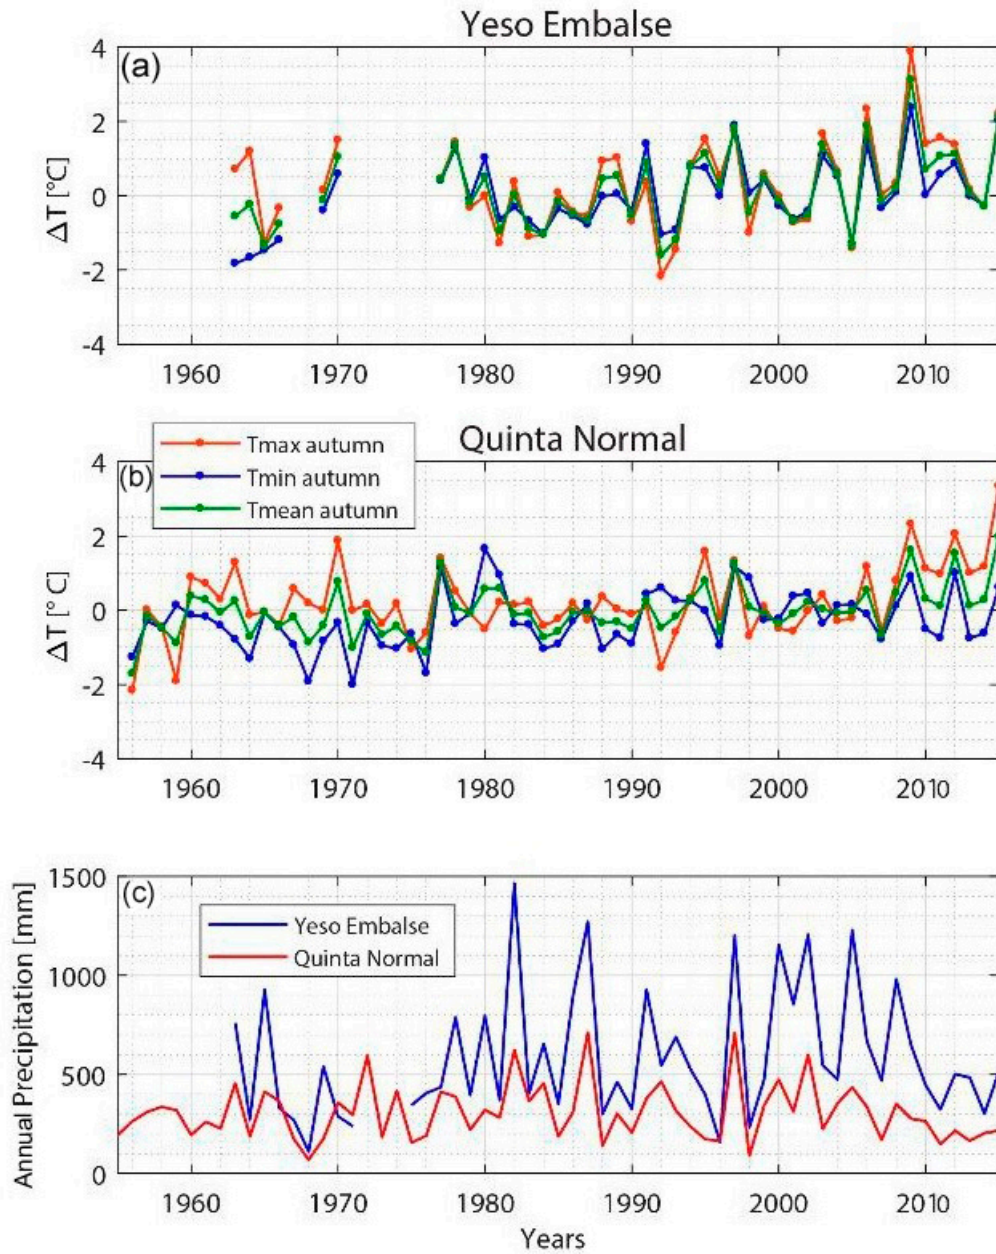 Yeso Embalse
(a)
4
2
0
-2
-4
ΔT [°C]
1960 1970 1980 1990 2000 2010
Quinta Normal
(b)
Tmax autumn
Tmin autumn
Tmean autumn
4
2
0
-2
-4
ΔT [°C]
1960 1970 1980 1990 2000 2010
(c)
Yeso Embalse
Quinta Normal
1500
1000
500
0
Annual Precipitation [mm]
1960 1970 1980 1990 2000 2010
Years